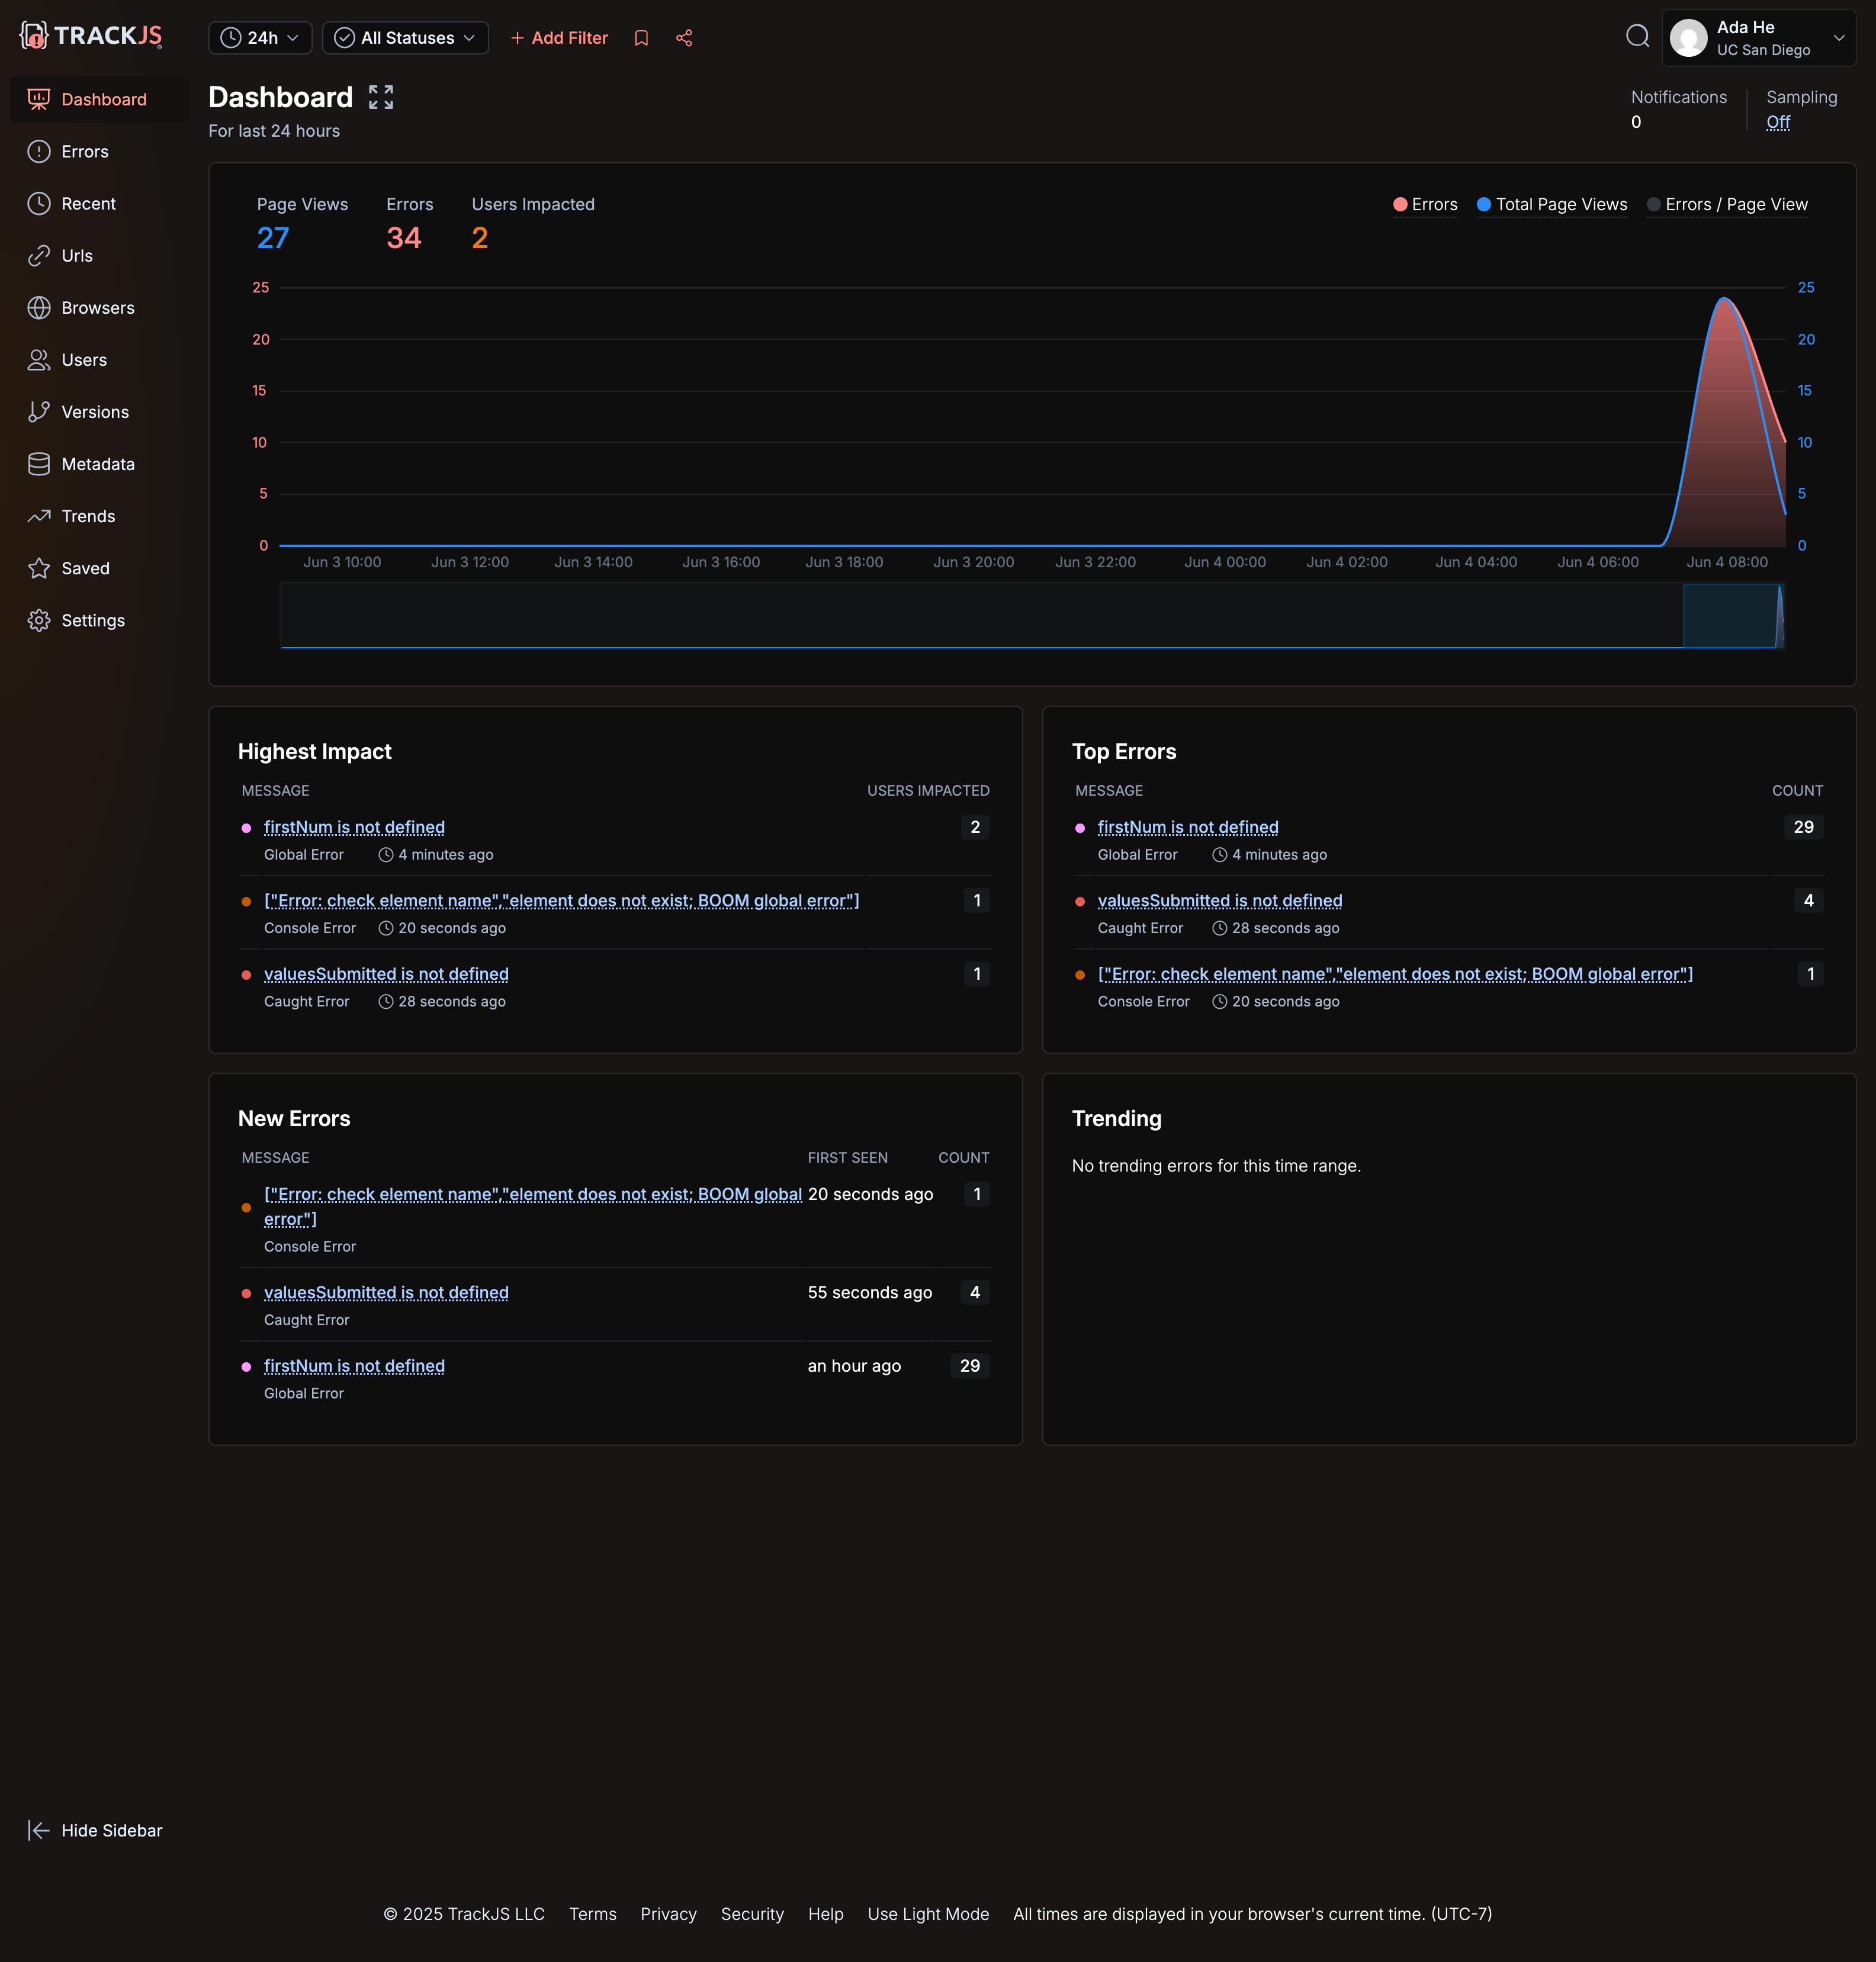 TRACKJS
24h
All Statuses
+ Add Filter
Ada He
UC San Diego
Dashboard
Errors
Recent
Urls
Browsers
Users
Versions
Metadata
Trends
Saved
Settings
Hide Sidebar
Dashboard
For last 24 hours
Notifications
0
Sampling
Off
Page Views
27
Errors
34
Users Impacted
2
Errors
Total Page Views
Errors / Page View
25 25
20 20
15 15
10 10
5 5
0 0
Jun 3 10:00 Jun 3 12:00 Jun 3 14:00 Jun 3 16:00 Jun 3 18:00 Jun 3 20:00 Jun 3 22:00 Jun 4 00:00 Jun 4 02:00 Jun 4 04:00 Jun 4 06:00 Jun 4 08:00
Highest Impact
MESSAGE USERS IMPACTED
firstNum is not defined 2
Global Error 4 minutes ago
["Error: check element name","element does not exist; BOOM global error"] 1
Console Error 20 seconds ago
valuesSubmitted is not defined 1
Caught Error 28 seconds ago
Top Errors
MESSAGE COUNT
firstNum is not defined 29
Global Error 4 minutes ago
valuesSubmitted is not defined 4
Caught Error 28 seconds ago
["Error: check element name","element does not exist; BOOM global error"] 1
Console Error 20 seconds ago
New Errors
MESSAGE FIRST SEEN COUNT
["Error: check element name","element does not exist; BOOM global 20 seconds ago 1
error"]
Console Error
valuesSubmitted is not defined 55 seconds ago 4
Caught Error
firstNum is not defined an hour ago 29
Global Error
Trending
No trending errors for this time range.
© 2025 TrackJS LLC Terms Privacy Security Help Use Light Mode All times are displayed in your browser's current time. (UTC-7)